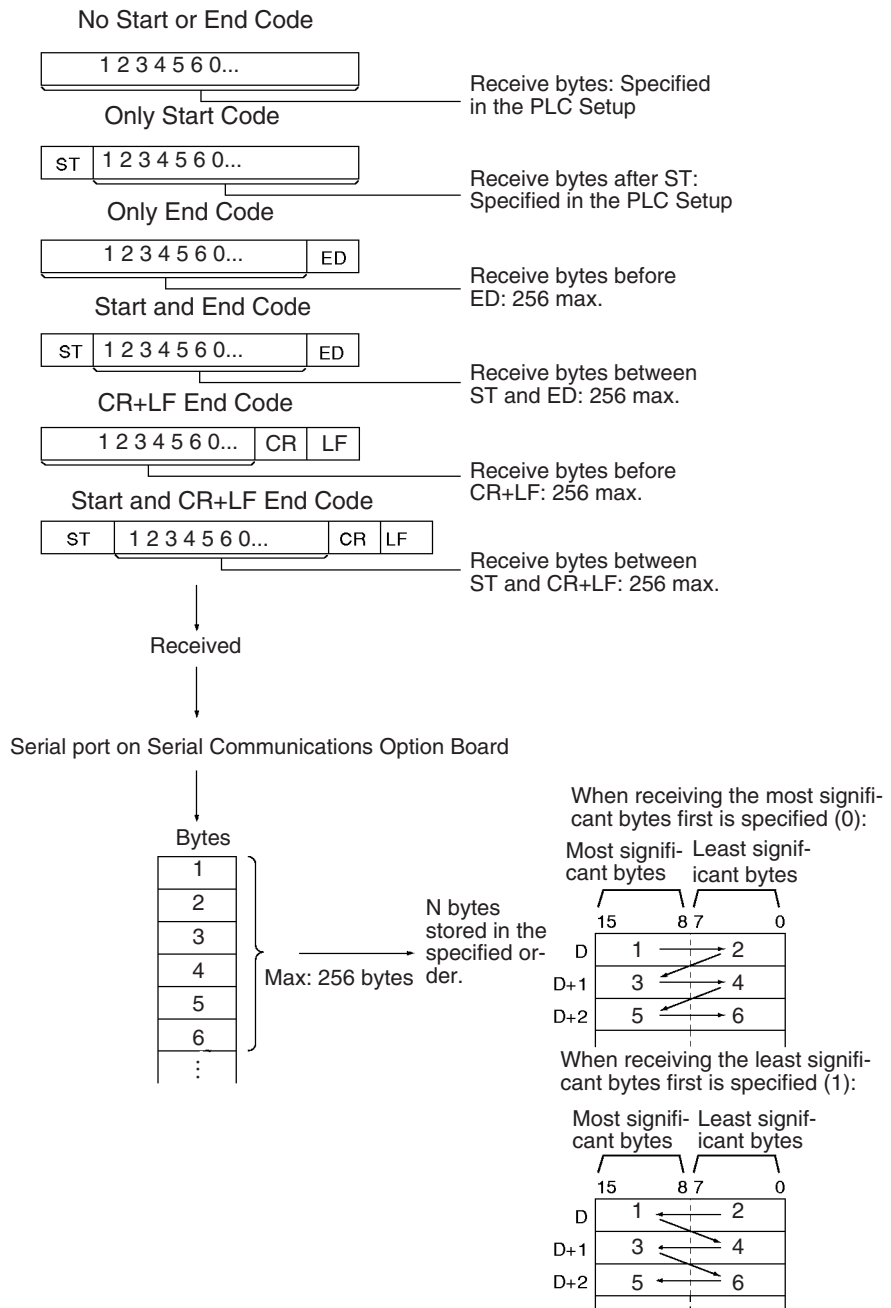 No Start or End Code
1 2 3 4 5 6 0...
Receive bytes: Specified
in the PLC Setup
Only Start Code
ST 1 2 3 4 5 6 0...
Receive bytes after ST:
Specified in the PLC Setup
Only End Code
1 2 3 4 5 6 0... ED
Receive bytes before
ED: 256 max.
Start and End Code
ST 1 2 3 4 5 6 0... ED
Receive bytes between
ST and ED: 256 max.
CR+LF End Code
1 2 3 4 5 6 0... CR LF
Receive bytes before
CR+LF: 256 max.
Start and CR+LF End Code
ST 1 2 3 4 5 6 0... CR LF
Receive bytes between
ST and CR+LF: 256 max.
Received
Serial port on Serial Communications Option Board
Bytes
1
2
3
4
5
6
⋮
Max: 256 bytes
N bytes
stored in the
specified or-
der.
When receiving the most signifi-
cant bytes first is specified (0):
Most signifi-
cant bytes
Least signif-
icant bytes
15 8 7 0
D 1 2
D+1 3 4
D+2 5 6
When receiving the least signifi-
cant bytes first is specified (1):
Most signifi-
cant bytes
Least signif-
icant bytes
15 8 7 0
D 1 2
D+1 3 4
D+2 5 6